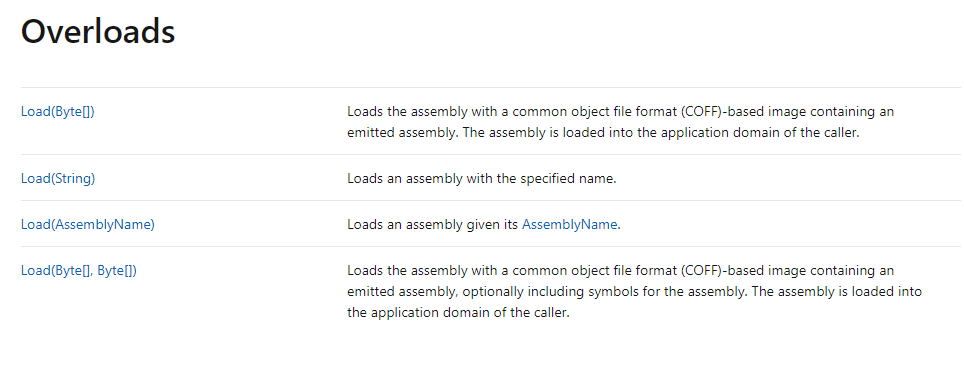 Overloads
Load(Byte[])
Loads the assembly with a common object file format (COFF)-based image containing an
emitted assembly. The assembly is loaded into the application domain of the caller.
Load(String)
Loads an assembly with the specified name.
Load(AssemblyName)
Loads an assembly given its AssemblyName.
Load(Byte[], Byte[])
Loads the assembly with a common object file format (COFF)-based image containing an
emitted assembly, optionally including symbols for the assembly. The assembly is loaded into
the application domain of the caller.